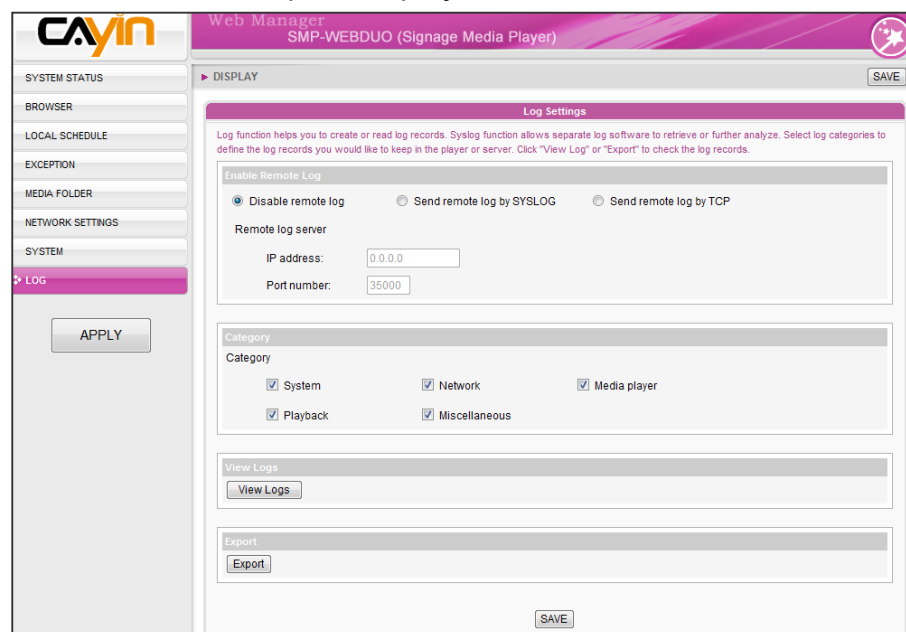 CAYIN
Web Manager
SMP-WEBDUO (Signage Media Player)
SYSTEM STATUS
BROWSER
LOCAL SCHEDULE
EXCEPTION
MEDIA FOLDER
NETWORK SETTINGS
SYSTEM
LOG
APPLY
DISPLAY
SAVE
Log Settings
Log function helps you to create or read log records. Syslog function allows separate log software to retrieve or further analyze. Select log categories to
define the log records you would like to keep in the player or server. Click "View Log" or "Export" to check the log records.
Enable Remote Log
Disable remote log Send remote log by SYSLOG Send remote log by TCP
Remote log server
IP address: 0.0.0.0
Port number: 35000
Category
Category
System Network Media player
Playback Miscellaneous
View Logs
View Logs
Export
Export
SAVE